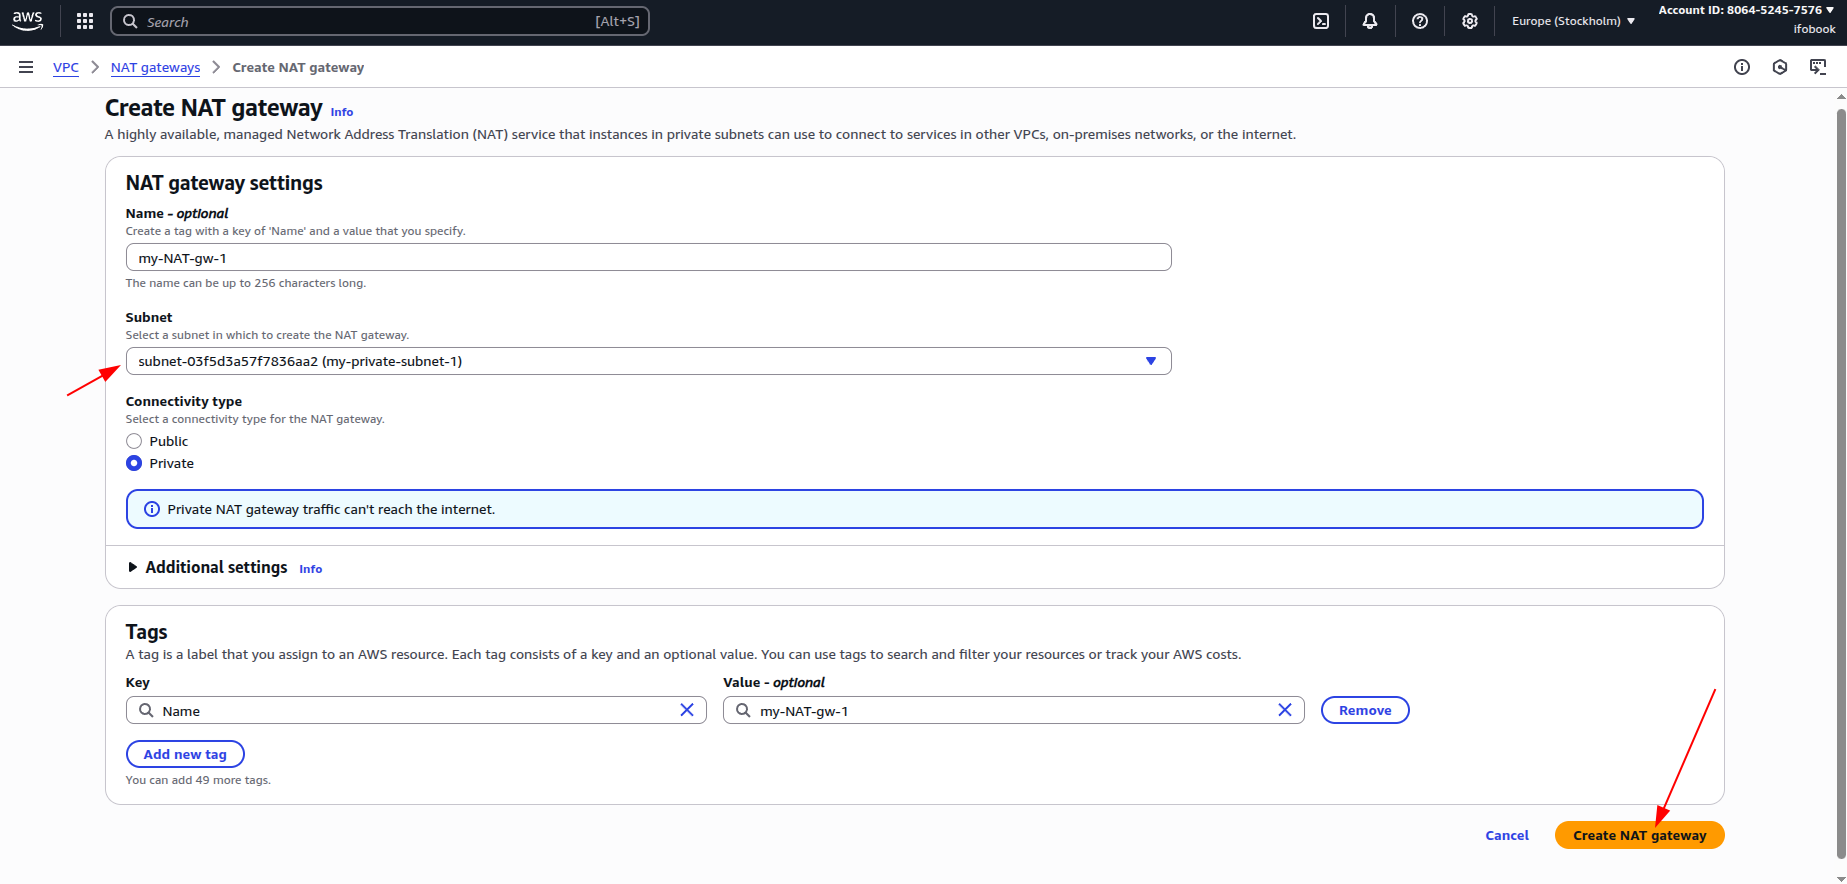 aws
Search
[Alt+S]
Europe (Stockholm)
Account ID: 8064-5245-7576
ifobook
VPC
NAT gateways
Create NAT gateway
Create NAT gateway Info
A highly available, managed Network Address Translation (NAT) service that instances in private subnets can use to connect to services in other VPCs, on-premises networks, or the internet.
NAT gateway settings
Name - optional
Create a tag with a key of 'Name' and a value that you specify.
my-NAT-gw-1
The name can be up to 256 characters long.
Subnet
Select a subnet in which to create the NAT gateway.
subnet-03f5d3a57f7836aa2 (my-private-subnet-1)
Connectivity type
Select a connectivity type for the NAT gateway.
Public
Private
Private NAT gateway traffic can't reach the internet.
Additional settings Info
Tags
A tag is a label that you assign to an AWS resource. Each tag consists of a key and an optional value. You can use tags to search and filter your resources or track your AWS costs.
Key
Value - optional
Name
my-NAT-gw-1
Remove
Add new tag
You can add 49 more tags.
Cancel
Create NAT gateway